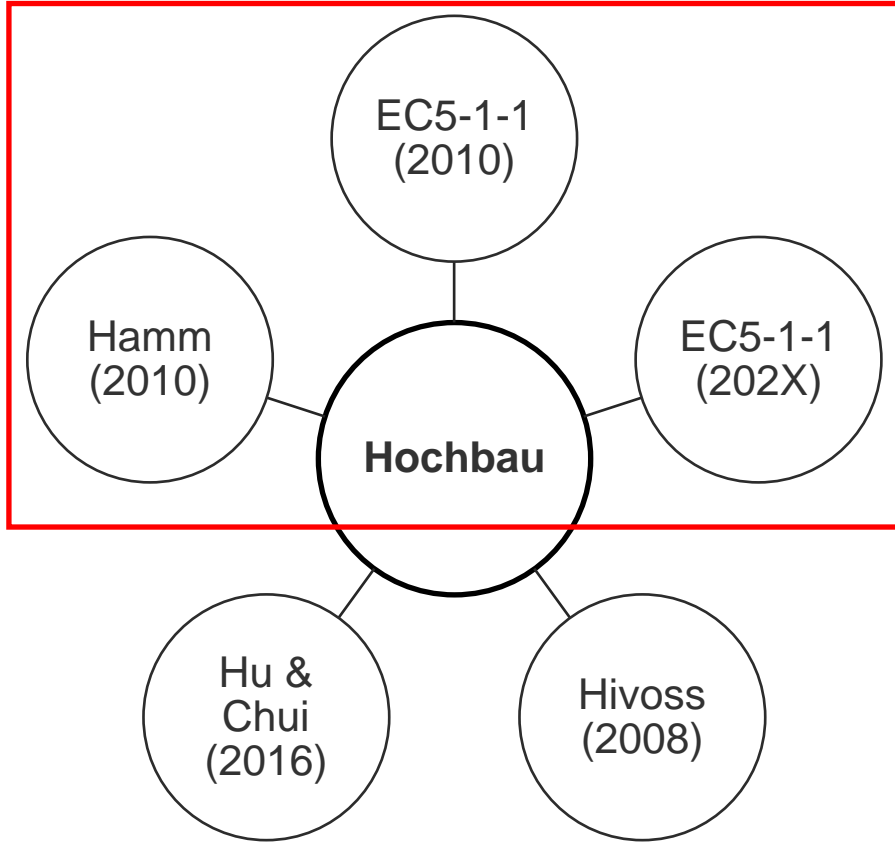 EC5-1-1
(2010)
Hamm
(2010)
EC5-1-1
(202X)
Hochbau
Hu &
Chui
(2016)
Hivoss
(2008)